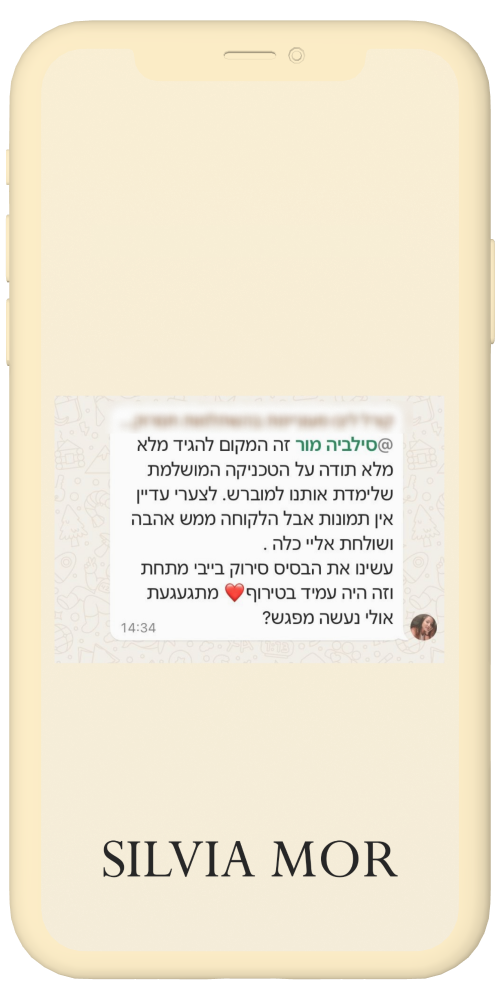 @סילביה מור זה המקום להגיד מלא
מלא תודה על הטכניקה המושלמת
שלימדת אותנו למוברש. לצערי עדיין
אין תמונות אבל הלקוחה ממש אהבה
ושולחת אליי כלה .
עשינו את הבסיס סירוק בייבי מתחת
וזה היה עמיד בטירוף❤️ מתגעגעת
אולי נעשה מפגש?
14:34
SILVIA MOR